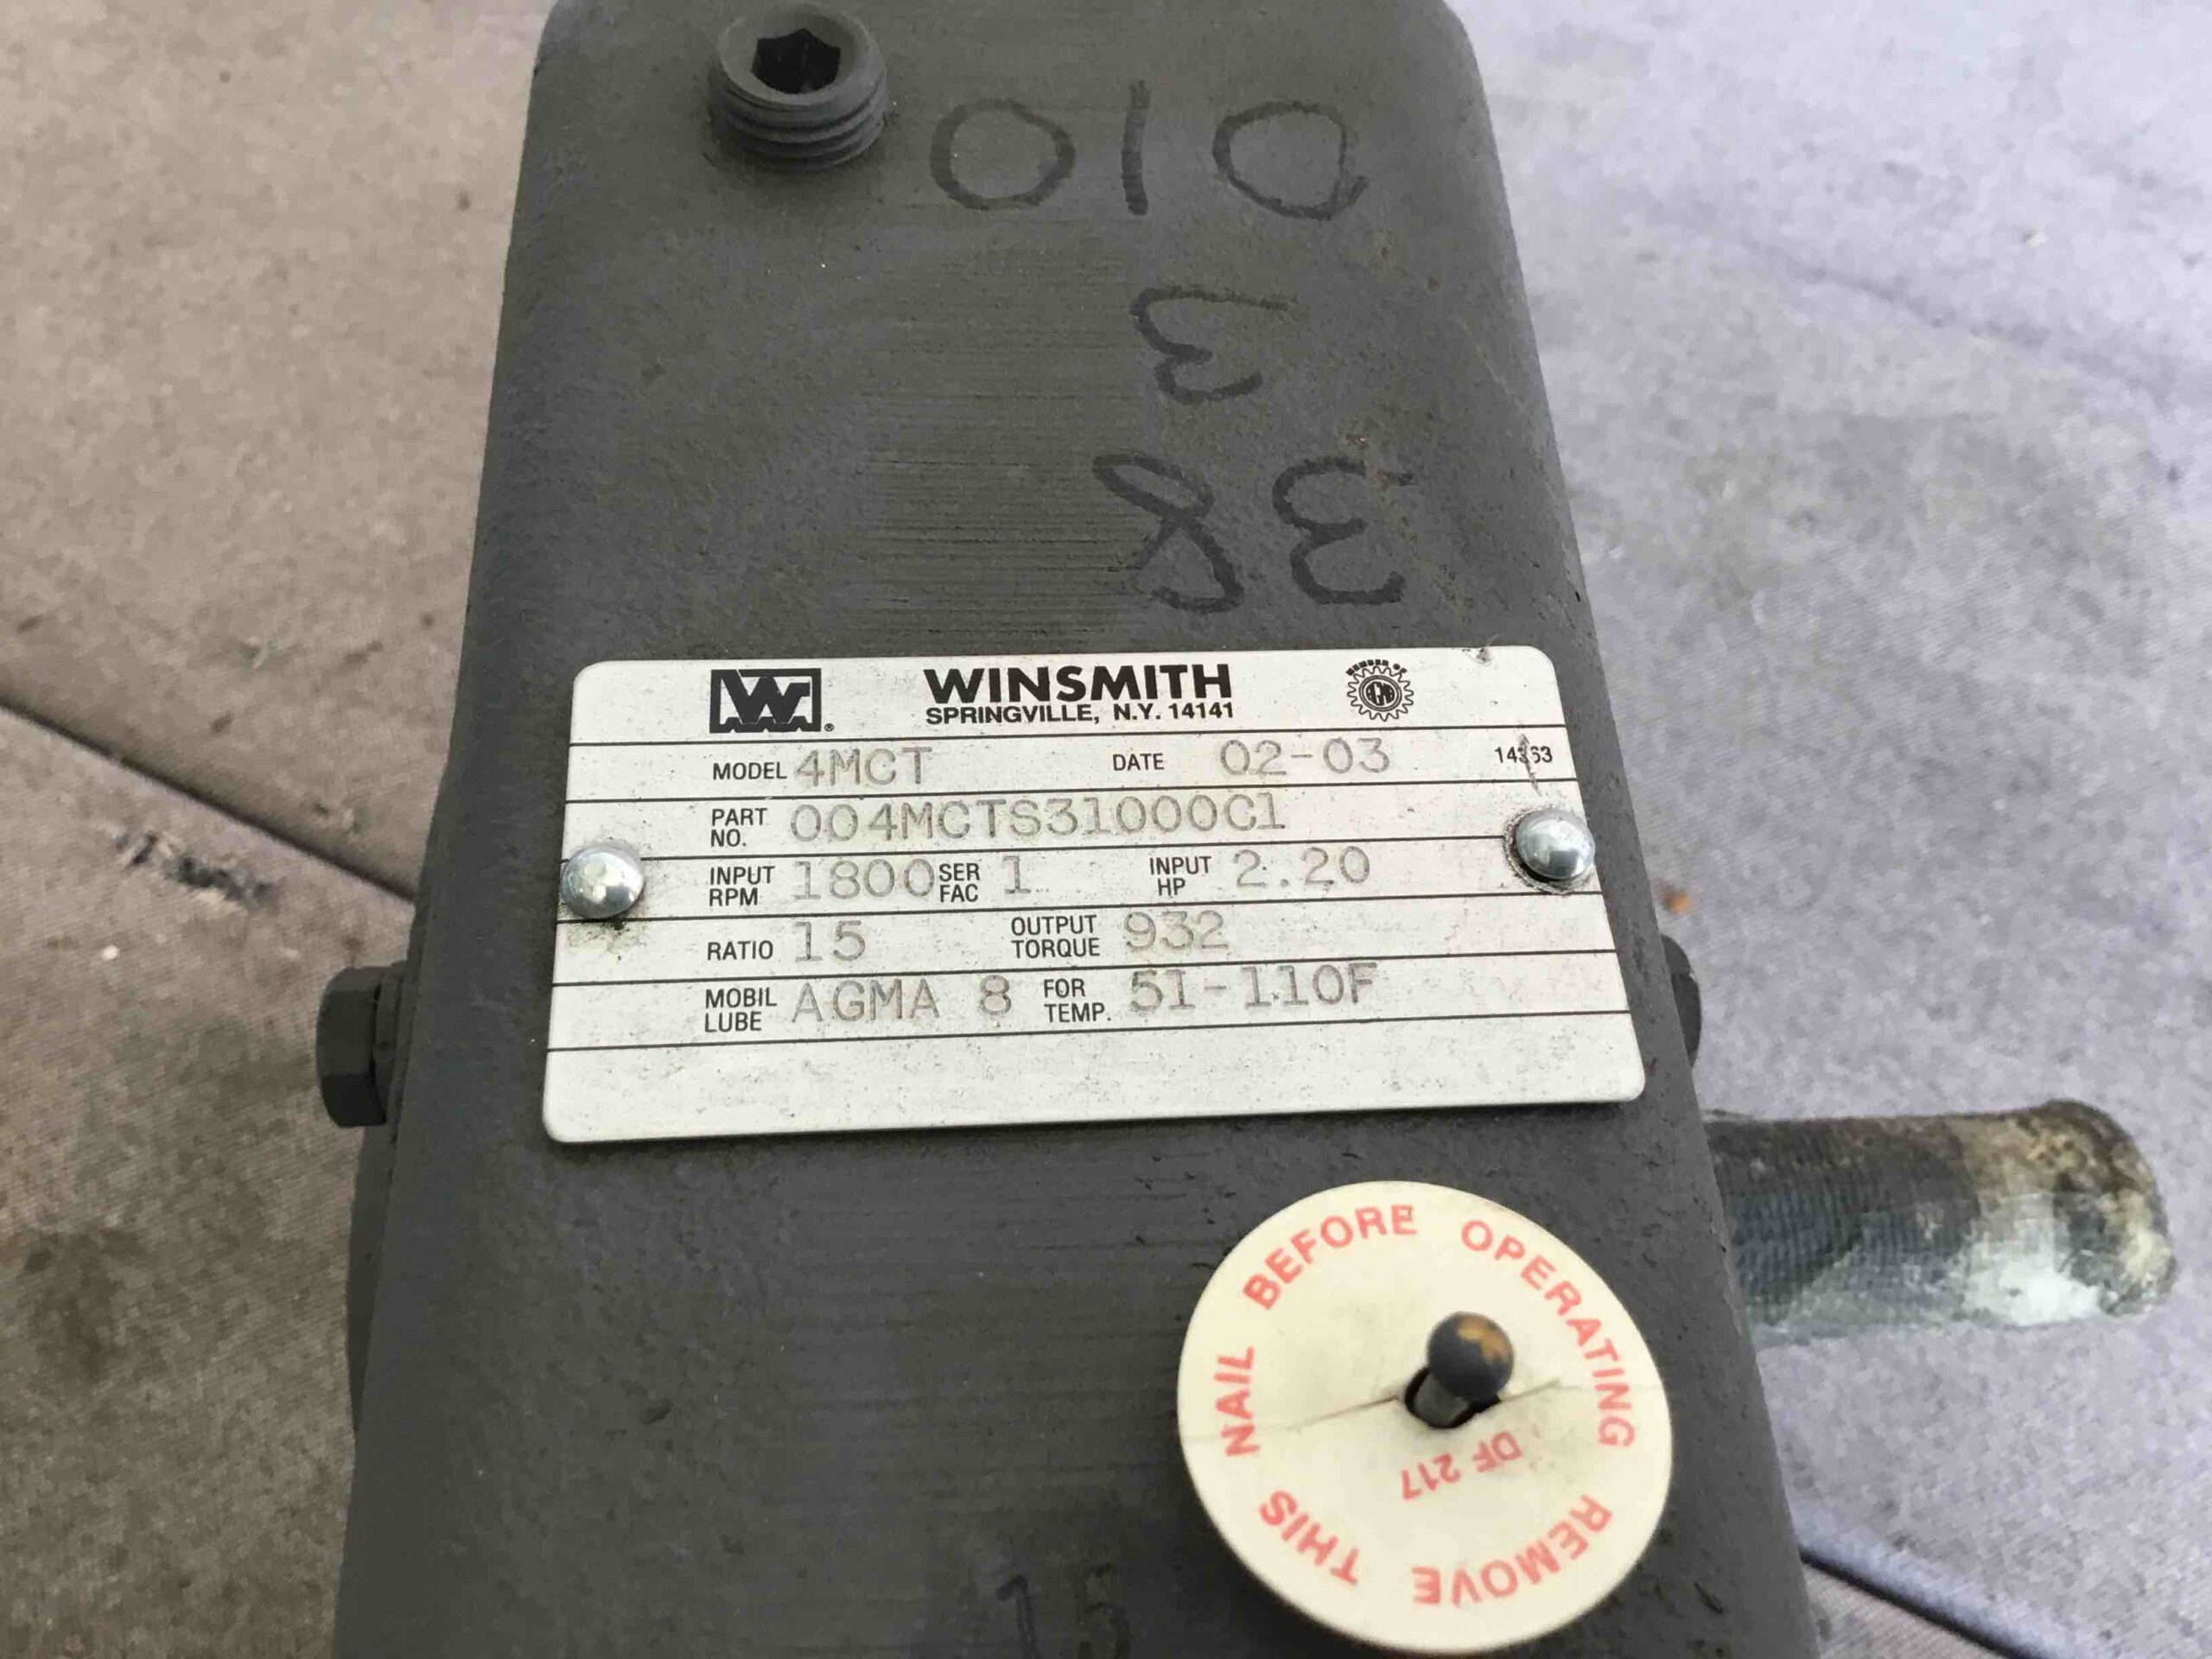 010
3
38
W
WINSMITH
SPRINGVILLE, N.Y. 14141
MODEL 4MCT DATE 02-03
PART NO. 004MCTS31000C1
INPUT RPM 1800 SER FAC 1 INPUT HP 2.20
RATIO 15 OUTPUT TORQUE 932
MOBIL LUBE AGMA 8 FOR TEMP. 51-110F
REMOVE THIS NAIL BEFORE OPERATING
DF 217
15